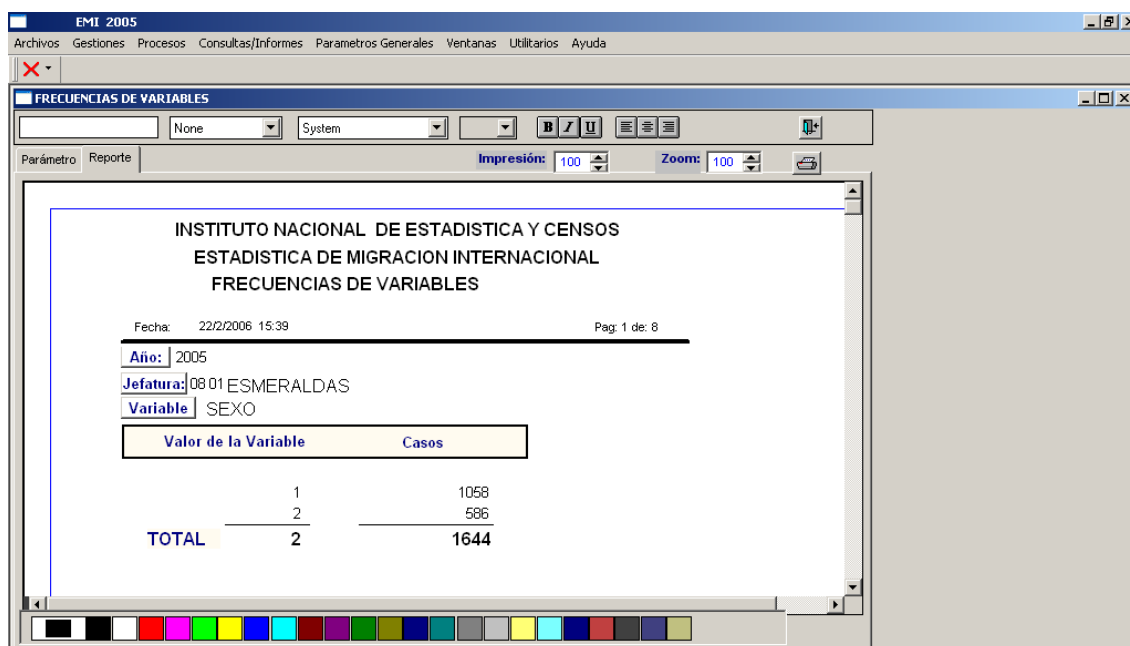 EMI 2005
Archivos Gestiones Procesos Consultas/Informes Parametros Generales Ventanas Utilitarios Ayuda
FRECUENCIAS DE VARIABLES
None System B I U
Parámetro Reporte Impresión: 100 Zoom: 100
INSTITUTO NACIONAL DE ESTADISTICA Y CENSOS
ESTADISTICA DE MIGRACION INTERNACIONAL
FRECUENCIAS DE VARIABLES
Fecha: 22/2/2006 15:39 Pag: 1 de: 8
Año: 2005
Jefatura: 08 01 ESMERALDAS
Variable SEXO
Valor de la Variable Casos
1 1058
2 586
TOTAL 2 1644